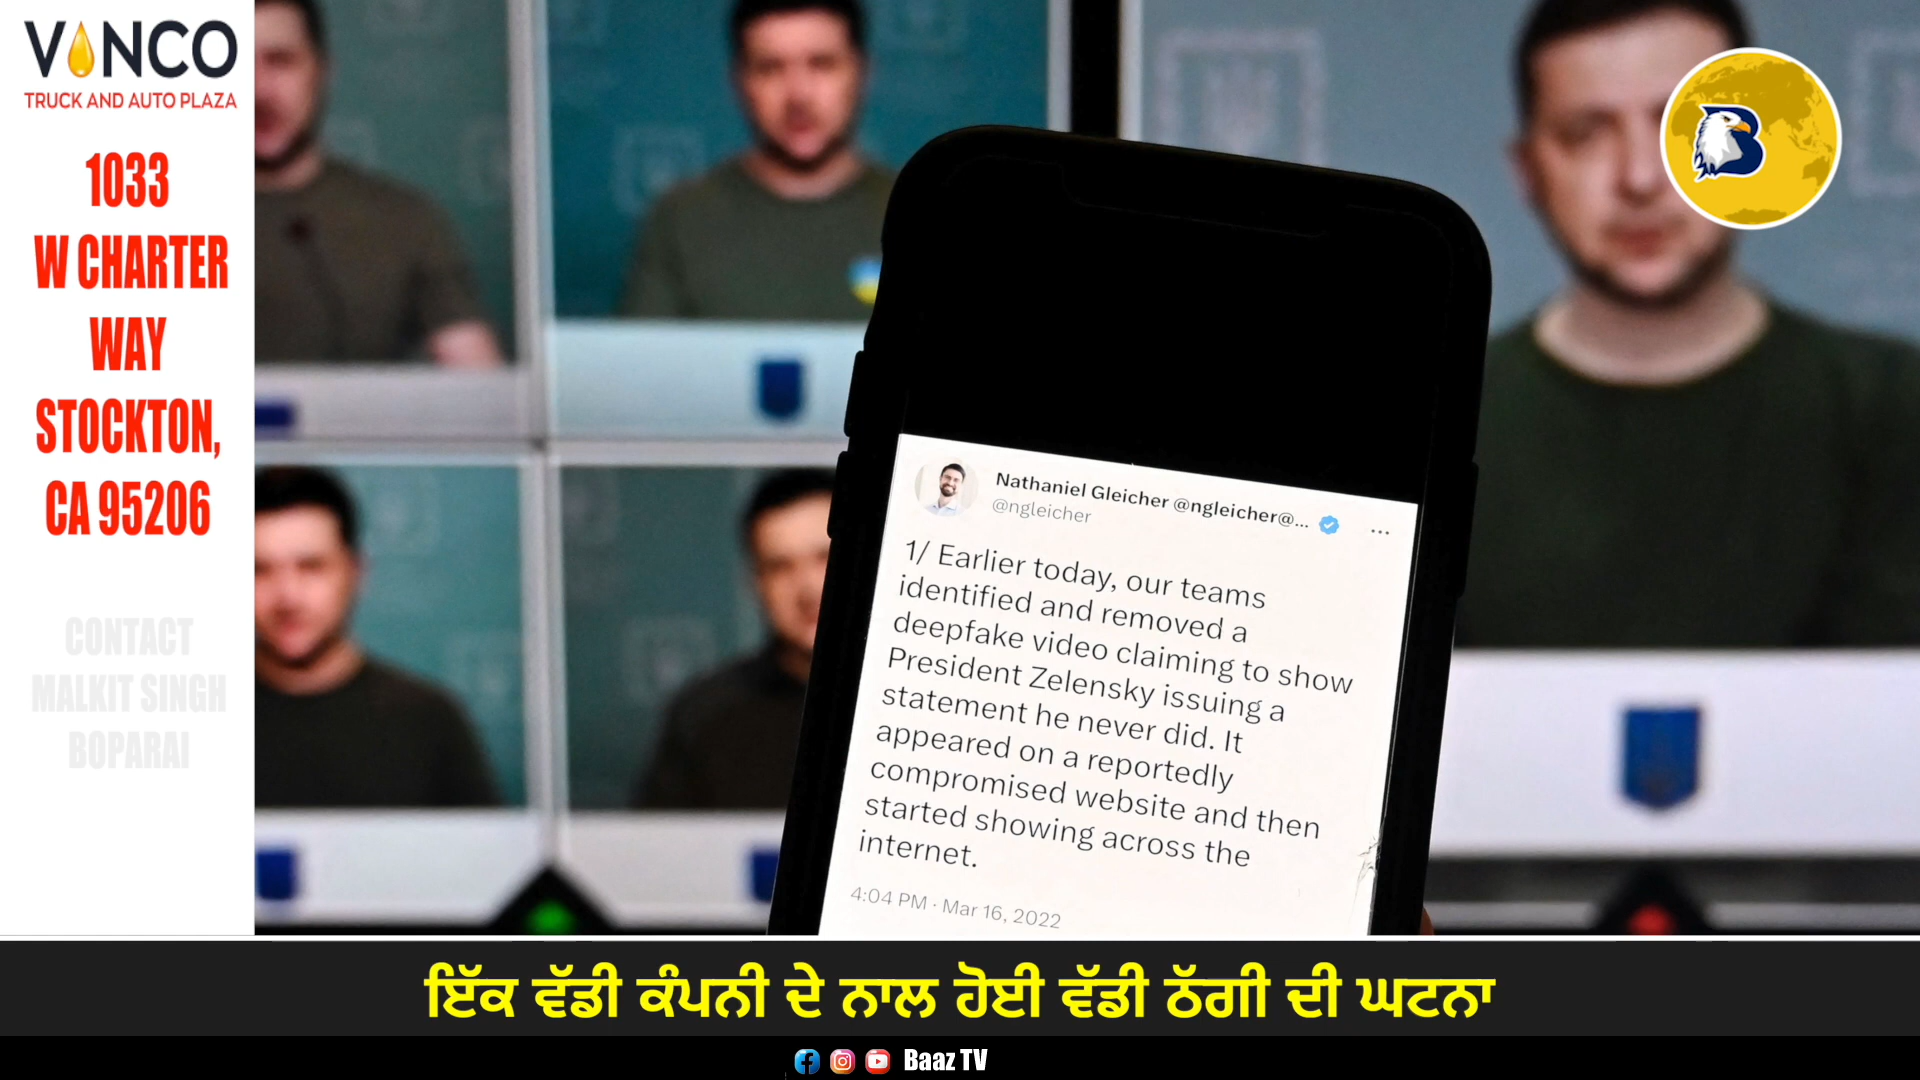 VANCO
TRUCK AND AUTO PLAZA
1033
W CHARTER
WAY
STOCKTON,
CA 95206
CONTACT
MALKIT SINGH
BOPARAI
B
Nathaniel Gleicher @ngleicher@...
@ngleicher
1/ Earlier today, our teams
identified and removed a
deepfake video claiming to show
President Zelensky issuing a
statement he never did. It
appeared on a reportedly
compromised website and then
started showing across the
internet.
4:04 PM · Mar 16, 2022
ਇੱਕ ਵੱਡੀ ਕੰਪਨੀ ਦੇ ਨਾਲ ਹੋਈ ਵੱਡੀ ਠੱਗੀ ਦੀ ਘਟਨਾ
Baaz TV